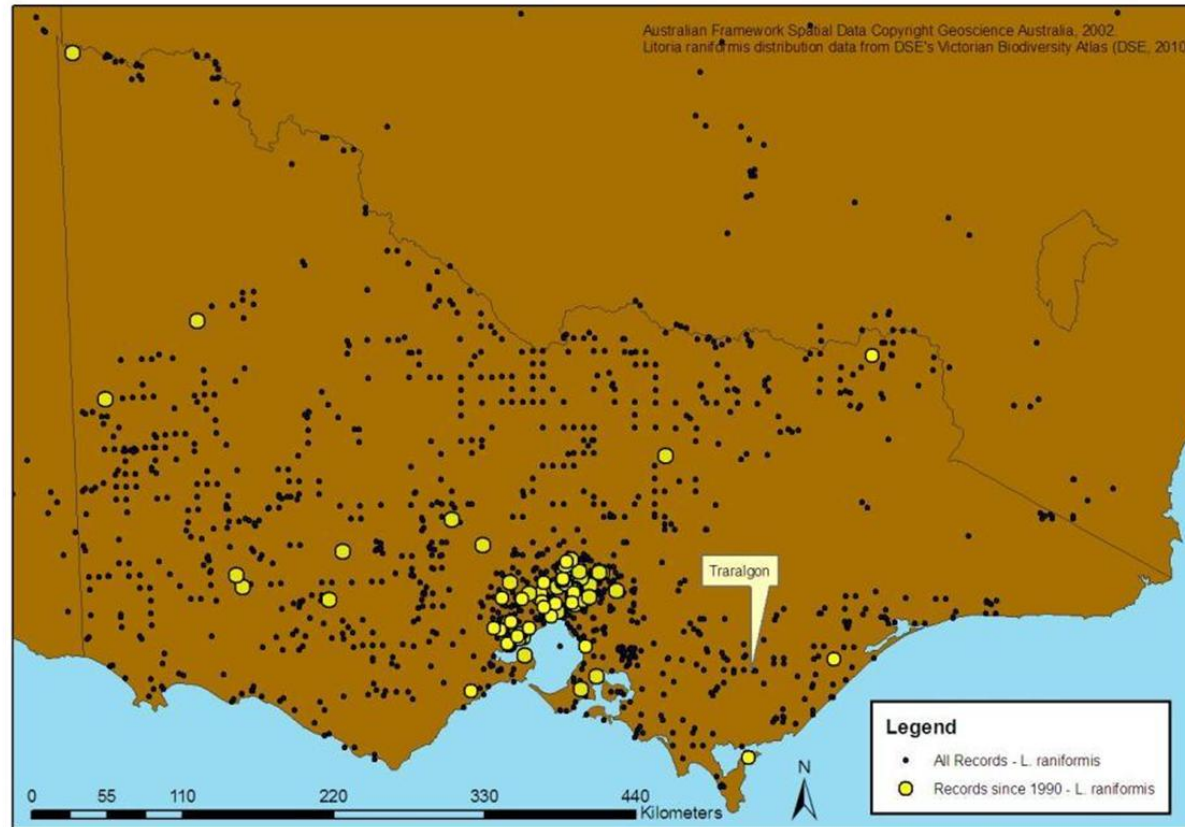 Australian Framework Spatial Data Copyright Geoscience Australia, 2002.
Litoria raniformis distribution data from DSE's Victorian Biodiversity Atlas (DSE, 2010
Traralgon
Legend
All Records - L. raniformis
Records since 1990 - L. raniformis
N
0 55 110 220 330 440
Kilometers